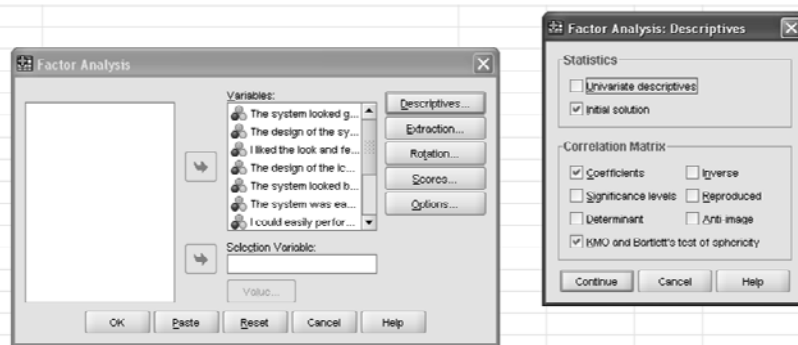 Factor Analysis
Variables:
The system looked g...
The design of the sy...
I liked the look and fe...
The design of the ic...
The system looked b...
The system was ea...
I could easily perfor...
Selection Variable:
Value...
Descriptives...
Extraction...
Rotation...
Scores...
Options...
OK Paste Reset Cancel Help
Factor Analysis: Descriptives
Statistics
Univariate descriptives
Initial solution
Correlation Matrix
Coefficients Inverse
Significance levels Reproduced
Determinant Anti-image
KMO and Bartlett's test of sphericity
Continue Cancel Help